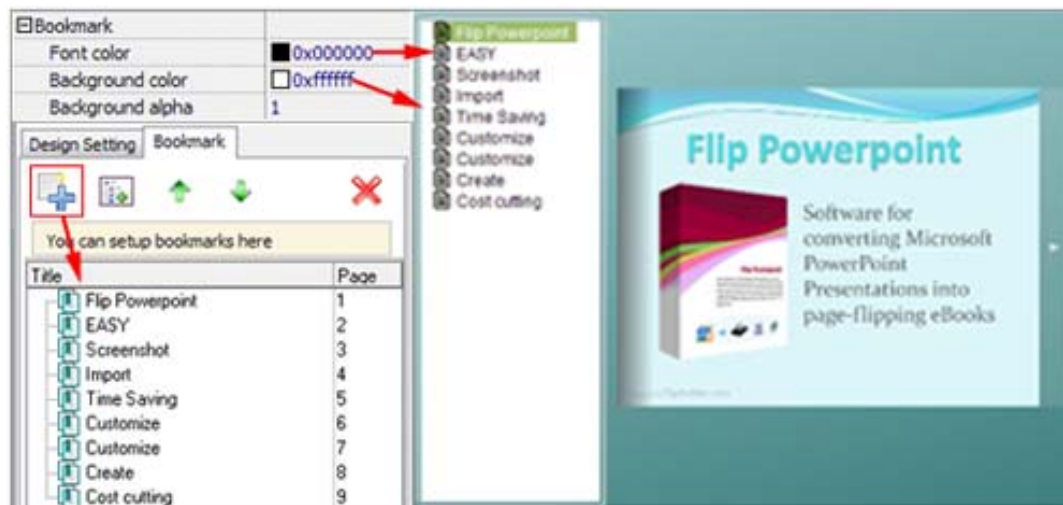 Bookmark
Font color 0x000000
Background color 0xffffff
Background alpha 1
Design Setting Bookmark
You can setup bookmarks here
Title Page
Flip Powerpoint 1
EASY 2
Screenshot 3
Import 4
Time Saving 5
Customize 6
Customize 7
Create 8
Cost cutting 9
Flip Powerpoint
EASY
Screenshot
Import
Time Saving
Customize
Customize
Create
Cost cutting
Flip Powerpoint
Software for
converting Microsoft
PowerPoint
Presentations into
page-flipping eBooks